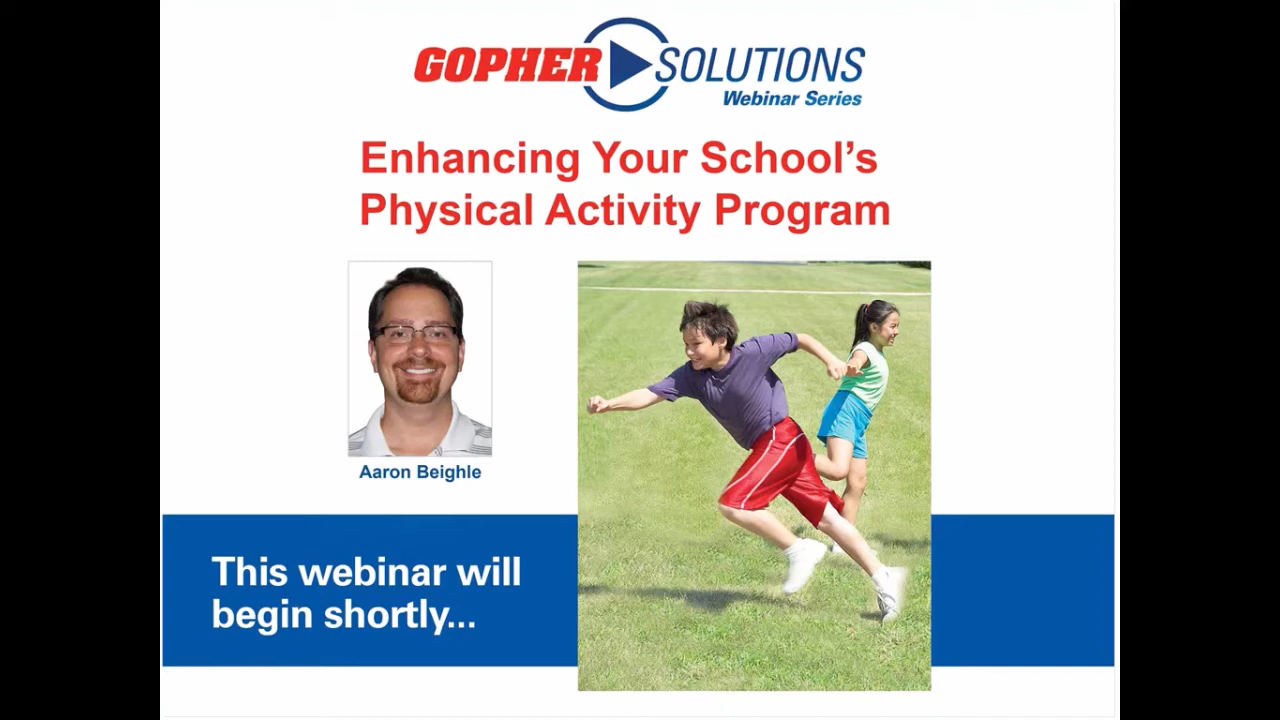 GOPHER SOLUTIONS
Webinar Series
Enhancing Your School’s
Physical Activity Program
Aaron Beighle
This webinar will
begin shortly...